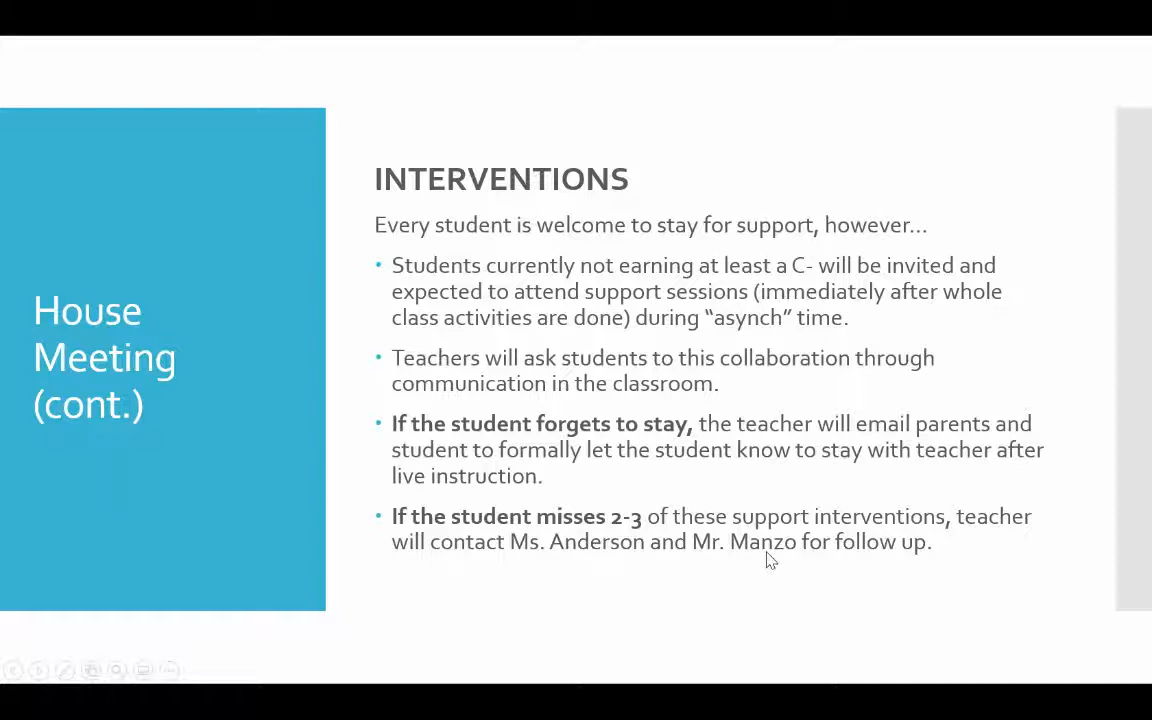 House
Meeting
(cont.)
INTERVENTIONS
Every student is welcome to stay for support, however...
• Students currently not earning at least a C- will be invited and
expected to attend support sessions (immediately after whole
class activities are done) during “asynch” time.
• Teachers will ask students to this collaboration through
communication in the classroom.
• If the student forgets to stay, the teacher will email parents and
student to formally let the student know to stay with teacher after
live instruction.
• If the student misses 2-3 of these support interventions, teacher
will contact Ms. Anderson and Mr. Manzo for follow up.